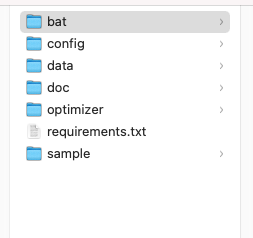 bat
config
data
doc
optimizer
requirements.txt
sample